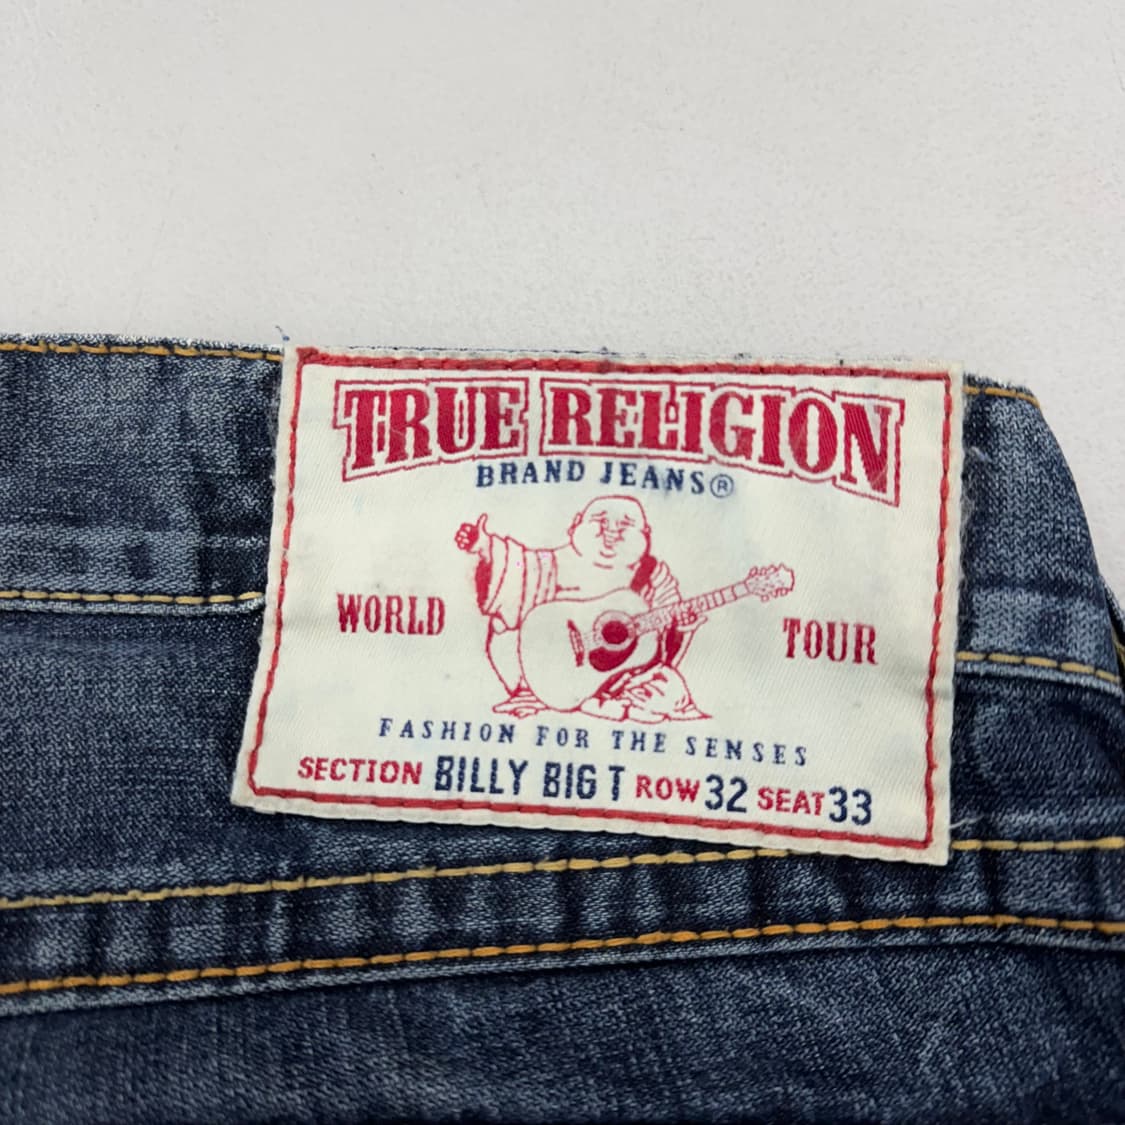 TRUE RELIGION
BRAND JEANS®
WORLD TOUR
FASHION FOR THE SENSES
SECTION BILLY BIG T ROW 32 SEAT 33